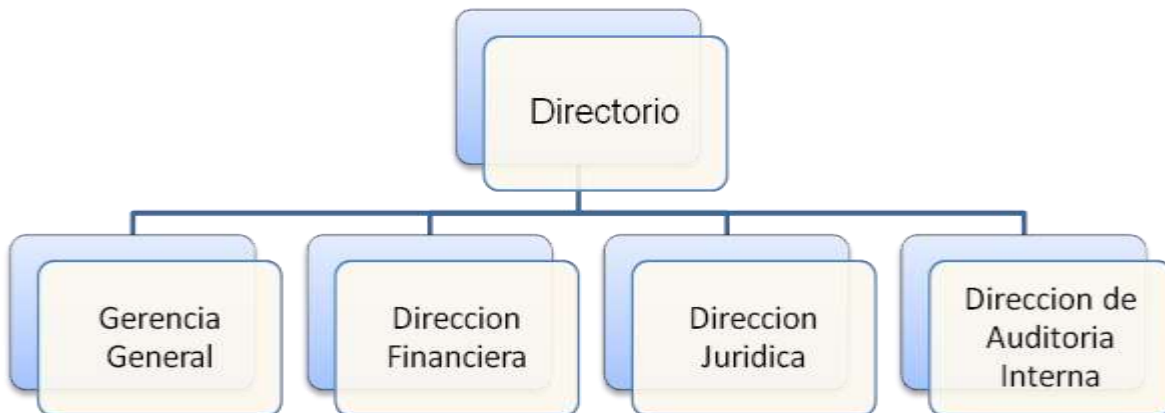 Directorio
Gerencia
General
Direccion
Financiera
Direccion
Juridica
Direccion de
Auditoria
Interna